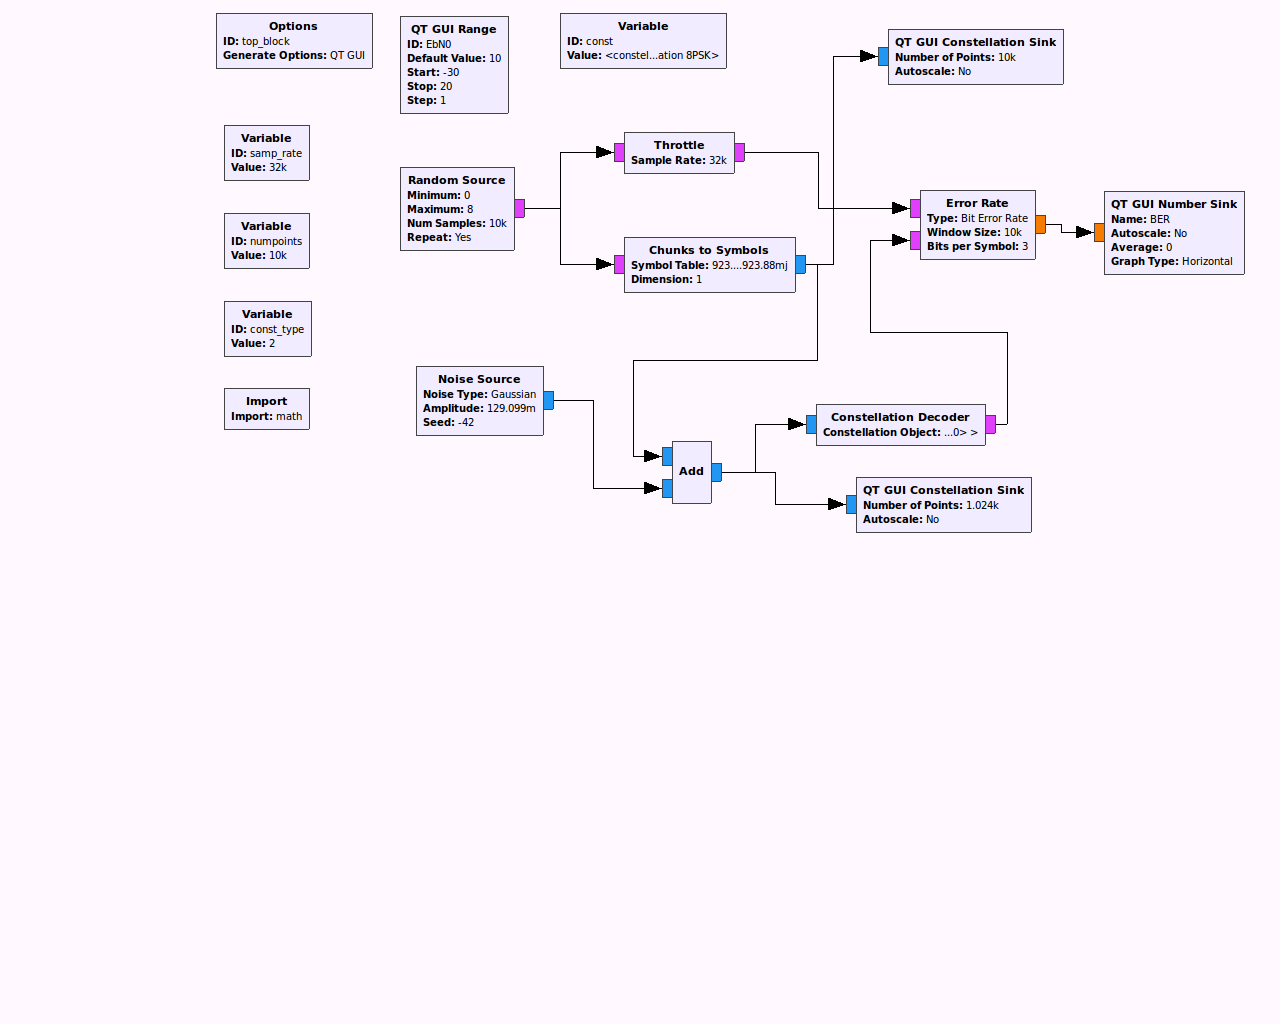 Options
ID: top_block
Generate Options: QT GUI
QT GUI Range
ID: EbN0
Default Value: 10
Start: -30
Stop: 20
Step: 1
Variable
ID: const
Value: <constel...ation 8PSK>
QT GUI Constellation Sink
Number of Points: 10k
Autoscale: No
Variable
ID: samp_rate
Value: 32k
Throttle
Sample Rate: 32k
Random Source
Minimum: 0
Maximum: 8
Num Samples: 10k
Repeat: Yes
Error Rate
Type: Bit Error Rate
Window Size: 10k
Bits per Symbol: 3
QT GUI Number Sink
Name: BER
Autoscale: No
Average: 0
Graph Type: Horizontal
Variable
ID: numpoints
Value: 10k
Chunks to Symbols
Symbol Table: 923....923.88mj
Dimension: 1
Variable
ID: const_type
Value: 2
Noise Source
Noise Type: Gaussian
Amplitude: 129.099m
Seed: -42
Import
Import: math
Constellation Decoder
Constellation Object: ...0> >
Add
QT GUI Constellation Sink
Number of Points: 1.024k
Autoscale: No